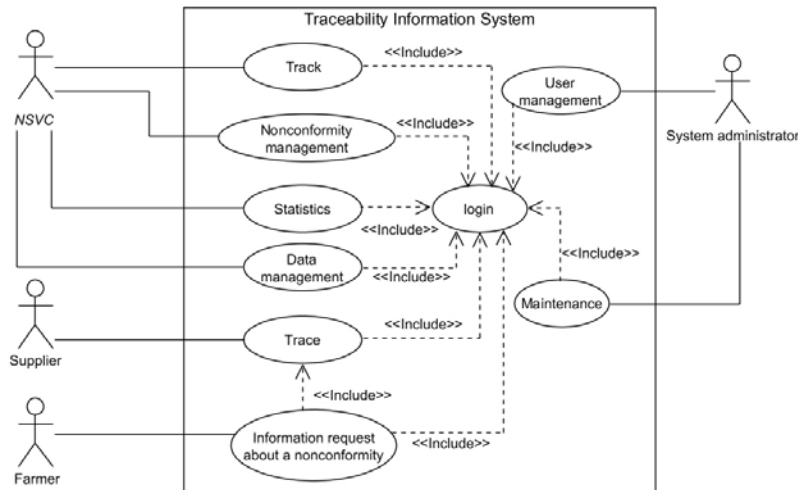 Traceability Information System
<<Include>>
Track
User
management
<<Include>>
NSVC
Nonconformity
management
<<Include>>
System administrator
<<Include>>
Statistics
login
<<Include>>
Data
management
<<Include>>
<<Include>>
Maintenance
Trace
<<Include>>
Supplier
<<Include>>
Information request
about a nonconformity
<<Include>>
Farmer